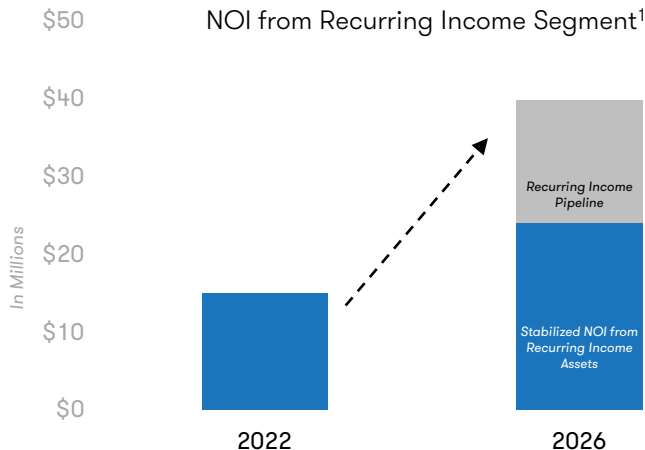 NOI from Recurring Income Segment¹
$50
$40
$30
$20
$10
$0
In Millions
Recurring Income
Pipeline
Stabilized NOI from
Recurring Income
Assets
2022
2026